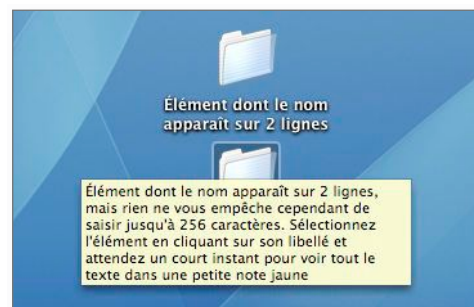 Élément dont le nom
apparaît sur 2 lignes
Élément dont le nom apparaît sur 2 lignes,
mais rien ne vous empêche cependant de
saisir jusqu'à 256 caractères. Sélectionnez
l'élément en cliquant sur son libellé et
attendez un court instant pour voir tout le
texte dans une petite note jaune